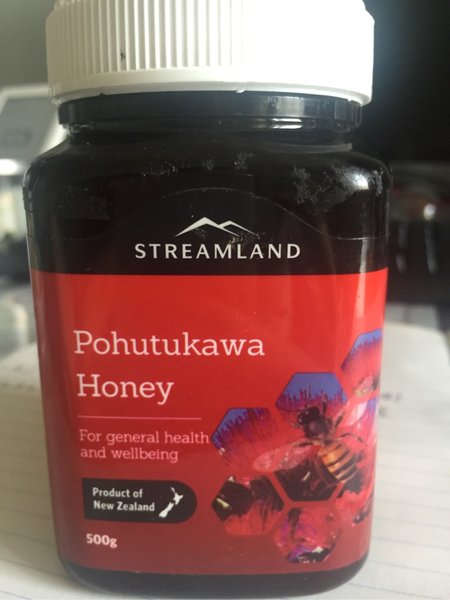 STREAMLAND
Pohutukawa
Honey
For general health
and wellbeing
Product of
New Zealand
500g